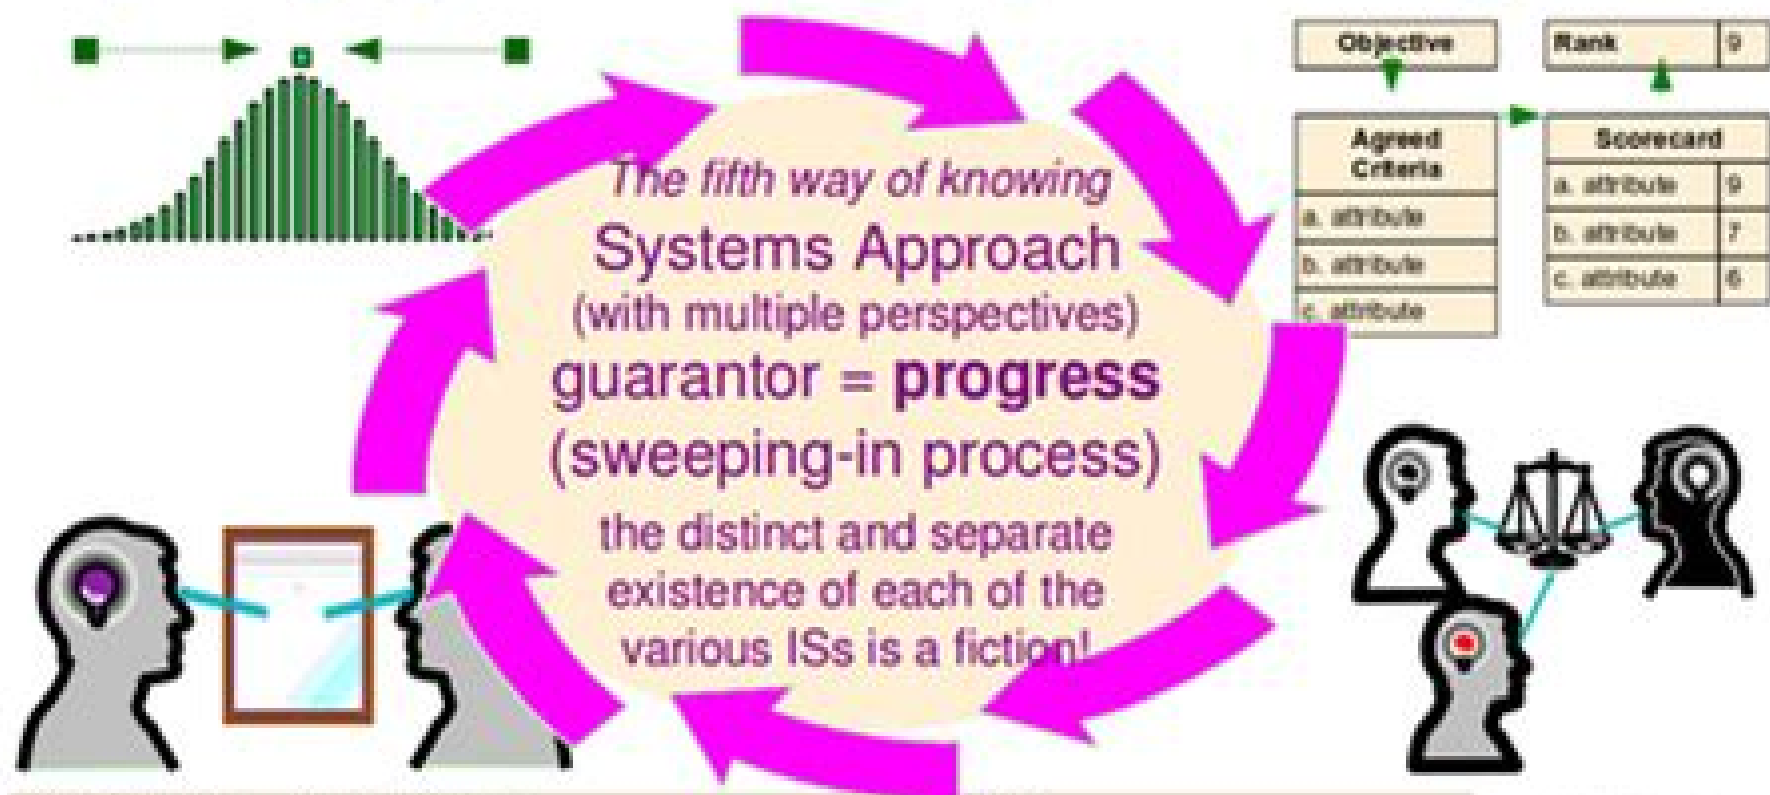 The fifth way of knowing
Systems Approach
(with multiple perspectives)
guarantor = progress
(sweeping-in process)
the distinct and separate
existence of each of the
various ISs is a fiction!
Objective
Agreed
Criteria
a. attribute
b. attribute
c. attribute
Rank 9
Scorecard
a. attribute 9
b. attribute 7
c. attribute 6